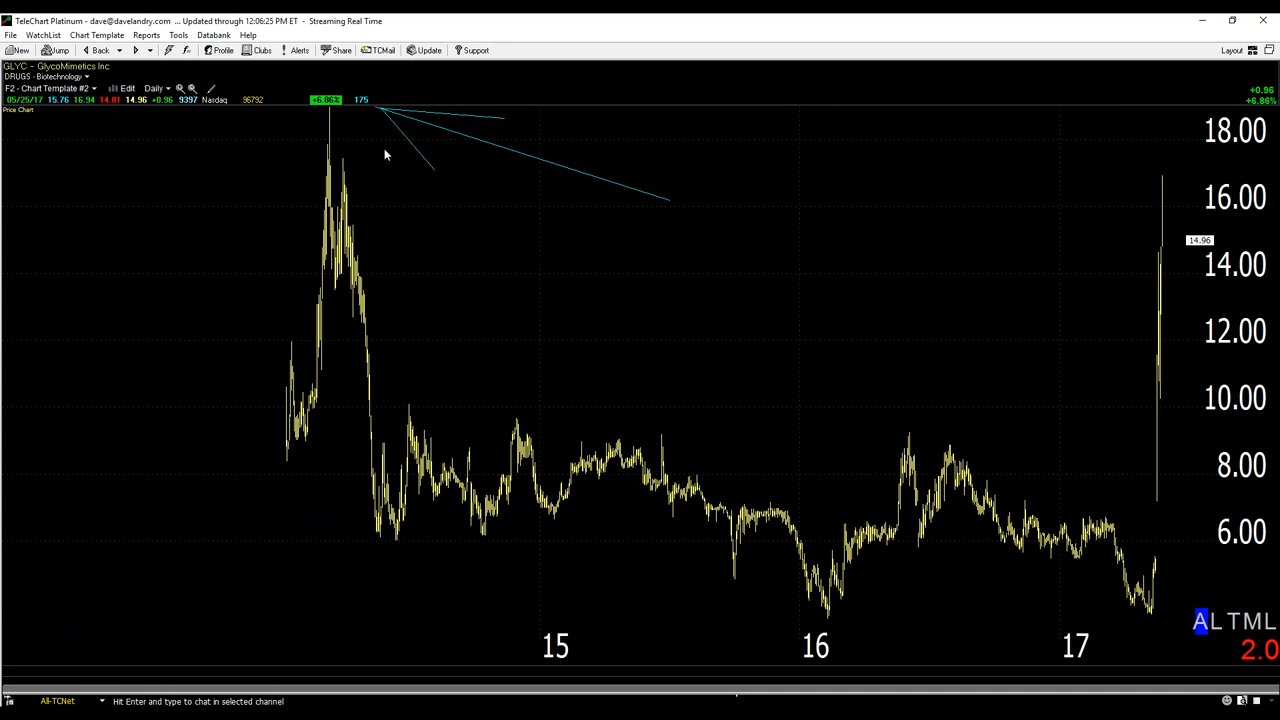 TeleChart Platinum - dave@davelandry.com ... Updated through 12:06:25 PM ET - Streaming Real Time
File WatchList Chart Template Reports Tools Databank Help
New Jump Back Profile Clubs Alerts Share TCMail Update Support Layout
GLYC - GlycoMimetics Inc
DRUGS - Biotechnology
F2 - Chart Template #2 Edit Daily
+0.96
05/25/17 15.76 16.94 14.81 14.96 +0.96 9397 Nasdaq 96792 +6.86% 175 +6.86%
Price Chart
18.00
16.00
14.96
14.00
12.00
10.00
8.00
6.00
ALTML
15 16 17
2.0
All-TCNet Hit Enter and type to chat in selected channel